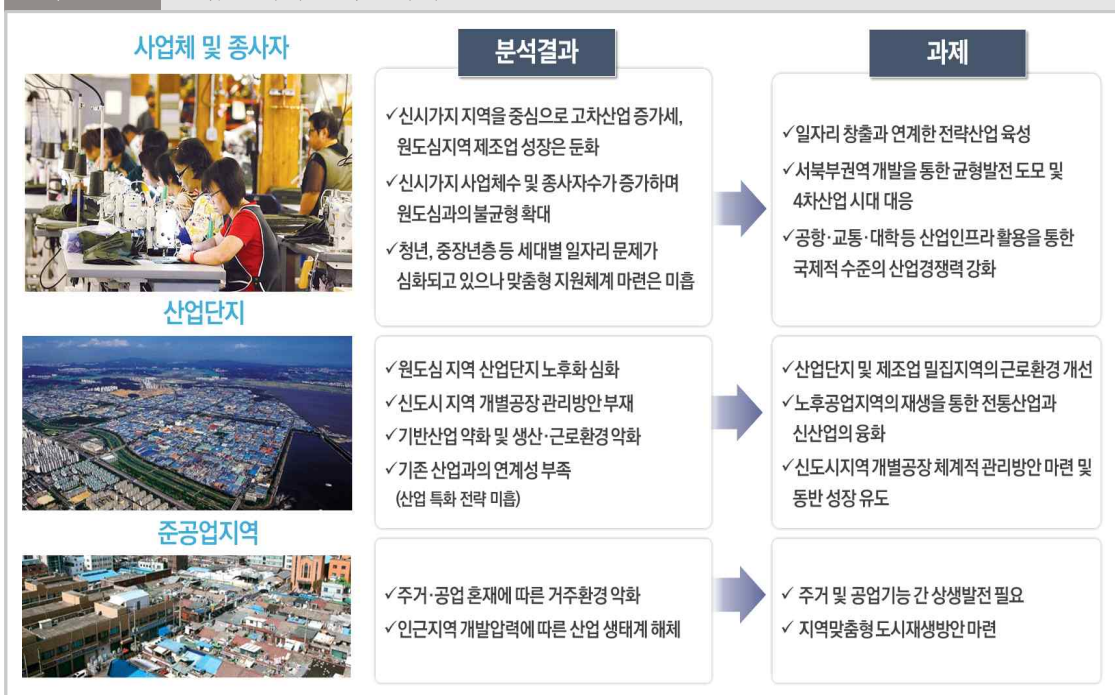 사업체 및 종사자
분석결과
과제
✓신시가지 지역을 중심으로 고차산업 증가세,
원도심지역 제조업 성장은 둔화
✓신시가지 사업체수 및 종사자수가 증가하며
원도심과의 불균형 확대
✓청년, 중장년층 등 세대별 일자리 문제가
심화되고 있으나 맞춤형 지원체계 마련은 미흡
✓일자리 창출과 연계한 전략산업 육성
✓서북부권역 개발을 통한 균형발전 도모 및
4차산업 시대 대응
✓공항·교통·대학 등 산업인프라 활용을 통한
국제적 수준의 산업경쟁력 강화
산업단지
✓원도심 지역 산업단지 노후화 심화
✓신도시 지역 개별공장 관리방안 부재
✓기반산업 약화 및 생산·근로환경 악화
✓기존 산업과의 연계성 부족
(산업 특화 전략 미흡)
✓산업단지 및 제조업 밀집지역의 근로환경 개선
✓노후공업지역의 재생을 통한 전통산업과
신산업의 융화
✓신도시지역 개별공장 체계적 관리방안 마련 및
동반 성장 유도
준공업지역
✓주거·공업 혼재에 따른 거주환경 악화
✓인근지역 개발압력에 따른 산업 생태계 해체
✓ 주거 및 공업기능 간 상생발전 필요
✓ 지역맞춤형 도시재생방안 마련